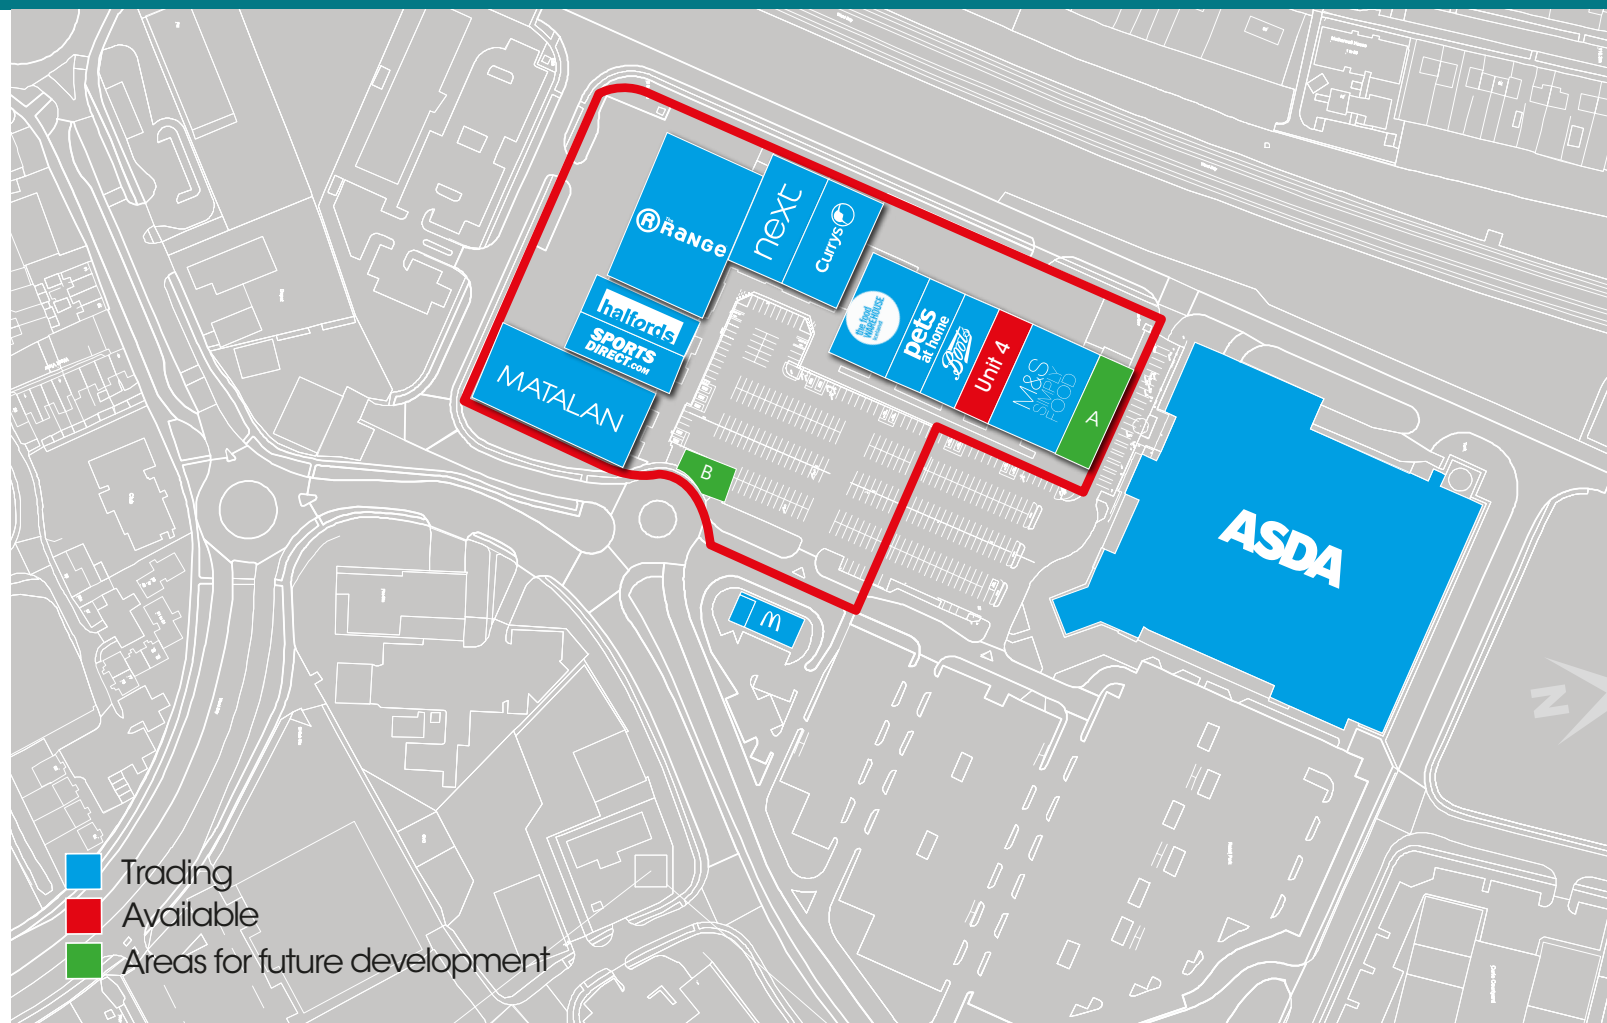 The
RANGE
next
Currys
halfords
SPORTS
DIRECT.COM
MATALAN
the food
WAREHOUSE
pets
at home
Boots
Unit 4
M&S
SIMPLY
FOOD
A
B
ASDA
M
N
Trading
Available
Areas for future development